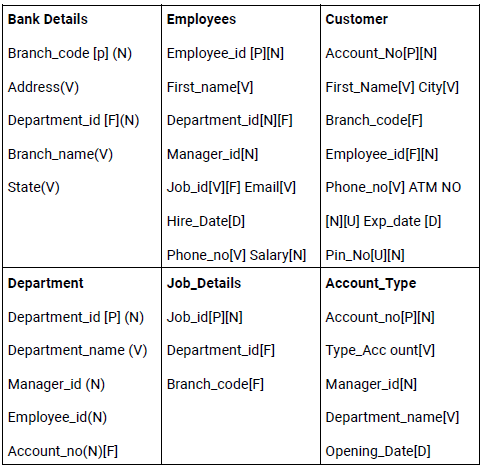 Bank Details
Branch_code [p] (N)
Address(V)
Department_id [F](N)
Branch_name(V)
State(V)
Employees
Employee_id [P][N]
First_name[V]
Department_id[N][F]
Manager_id[N]
Job_id[V][F] Email[V]
Hire_Date[D]
Phone_no[V] Salary[N]
Customer
Account_No[P][N]
First_Name[V] City[V]
Branch_code[F]
Employee_id[F][N]
Phone_no[V] ATM NO
[N][U] Exp_date [D]
Pin_No[U][N]
Department
Department_id [P] (N)
Department_name (V)
Manager_id (N)
Employee_id(N)
Account_no(N)[F]
Job_Details
Job_id[P][N]
Department_id[F]
Branch_code[F]
Account_Type
Account_no[P][N]
Type_Acc ount[V]
Manager_id[N]
Department_name[V]
Opening_Date[D]